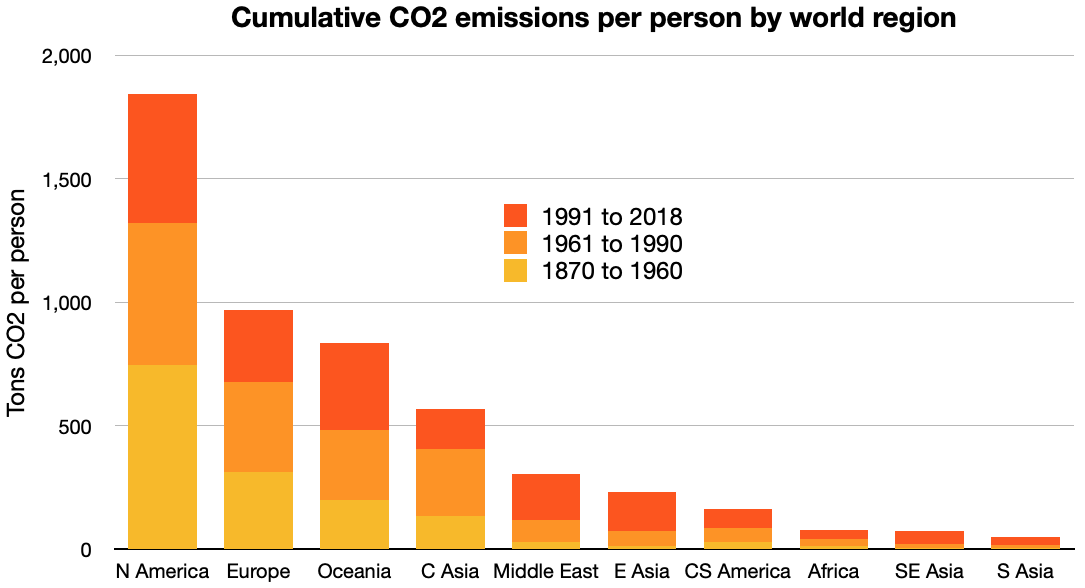 Cumulative CO2 emissions per person by world region
2,000
1,500
1,000
500
0
Tons CO2 per person
1991 to 2018
1961 to 1990
1870 to 1960
N America Europe Oceania C Asia Middle East E Asia CS America Africa SE Asia S Asia